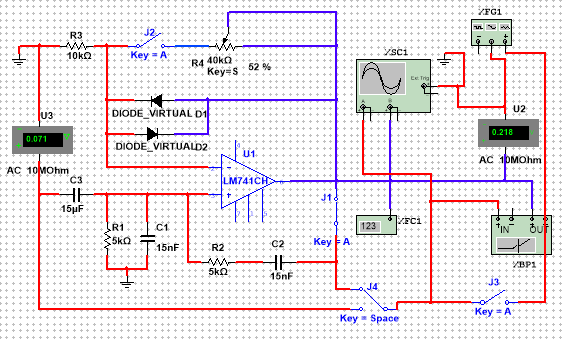 XFG1
R3
10kΩ
J2
Key = A
R4
40kΩ
Key=S
52 %
XSC1
Ext Trig
A
B
U3
0.071
AC 10MOhm
DIODE_VIRTUAL D1
DIODE_VIRTUAL D2
U2
0.218
AC 10MOhm
U1
LM741CH
C3
15µF
R1
5kΩ
C1
15nF
R2
5kΩ
C2
15nF
J1
Key = A
123
XFC1
IN
OUT
XBP1
J4
Key = Space
J3
Key = A